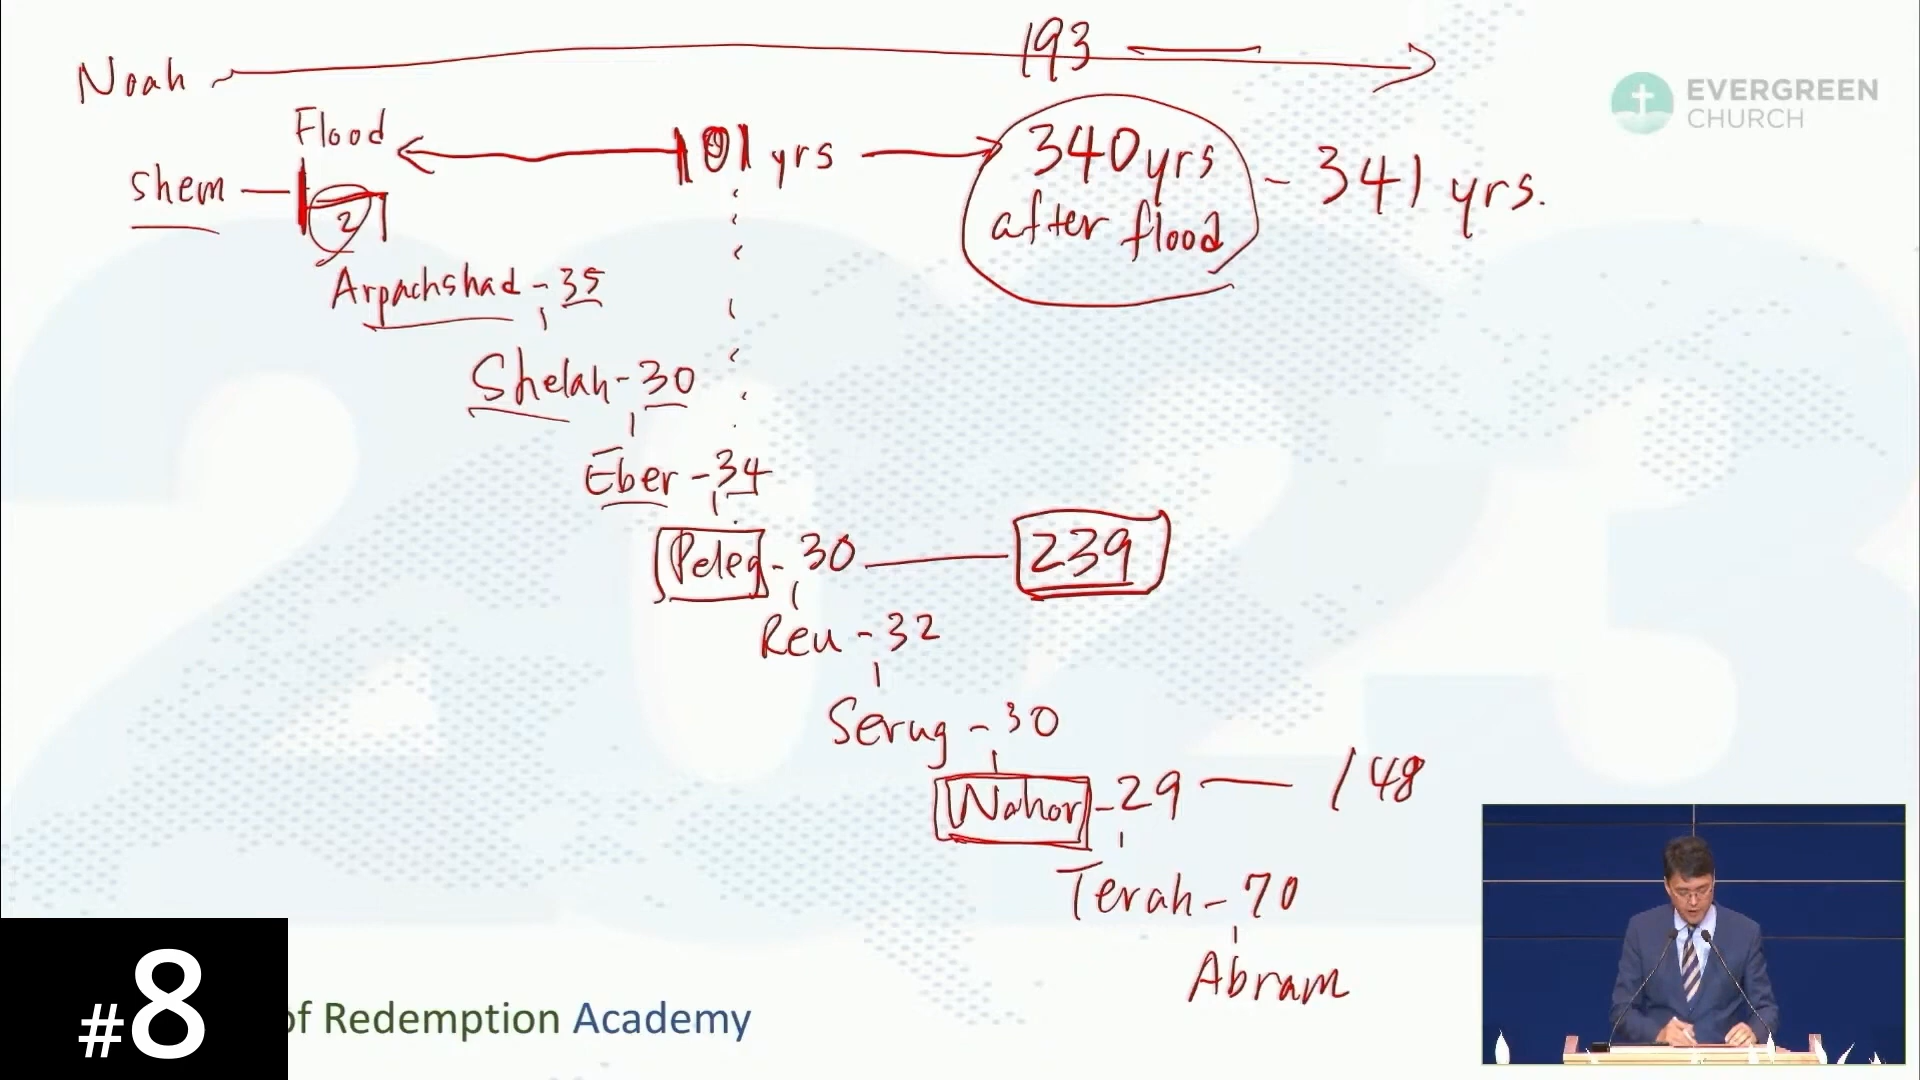 193
Noah
EVERGREEN
CHURCH
Flood
101 yrs
340 yrs
after flood
- 341 yrs.
Shem
2
Arpachshad - 35
Shelah - 30
Eber - 34
Peleg - 30
239
Reu - 32
Serug - 30
Nahor - 29
148
Terah - 70
Abram
#8
of Redemption Academy